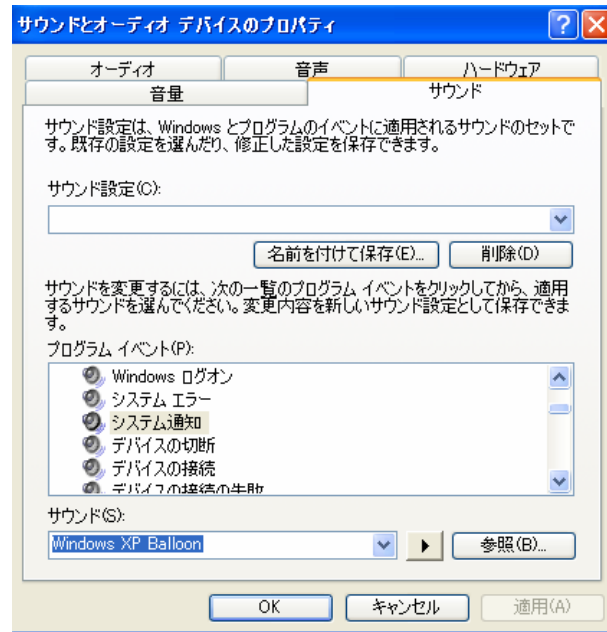 サウンドとオーディオ デバイスのプロパティ
オーディオ 音声 ハードウェア
音量 サウンド
サウンド設定は、Windows とプログラムのイベントに適用されるサウンドのセットで
す。既存の設定を選んだり、修正した設定を保存できます。
サウンド設定(C):
名前を付けて保存(E)... 削除(D)
サウンドを変更するには、次の一覧のプログラム イベントをクリックしてから、適用
するサウンドを選んでください。変更内容を新しいサウンド設定として保存できま
す。
プログラム イベント(P):
Windows ログオン
システム エラー
システム通知
デバイスの切断
デバイスの接続
デバイスの接続の失敗
サウンド(S):
Windows XP Balloon 参照(B)...
OK キャンセル 適用(A)